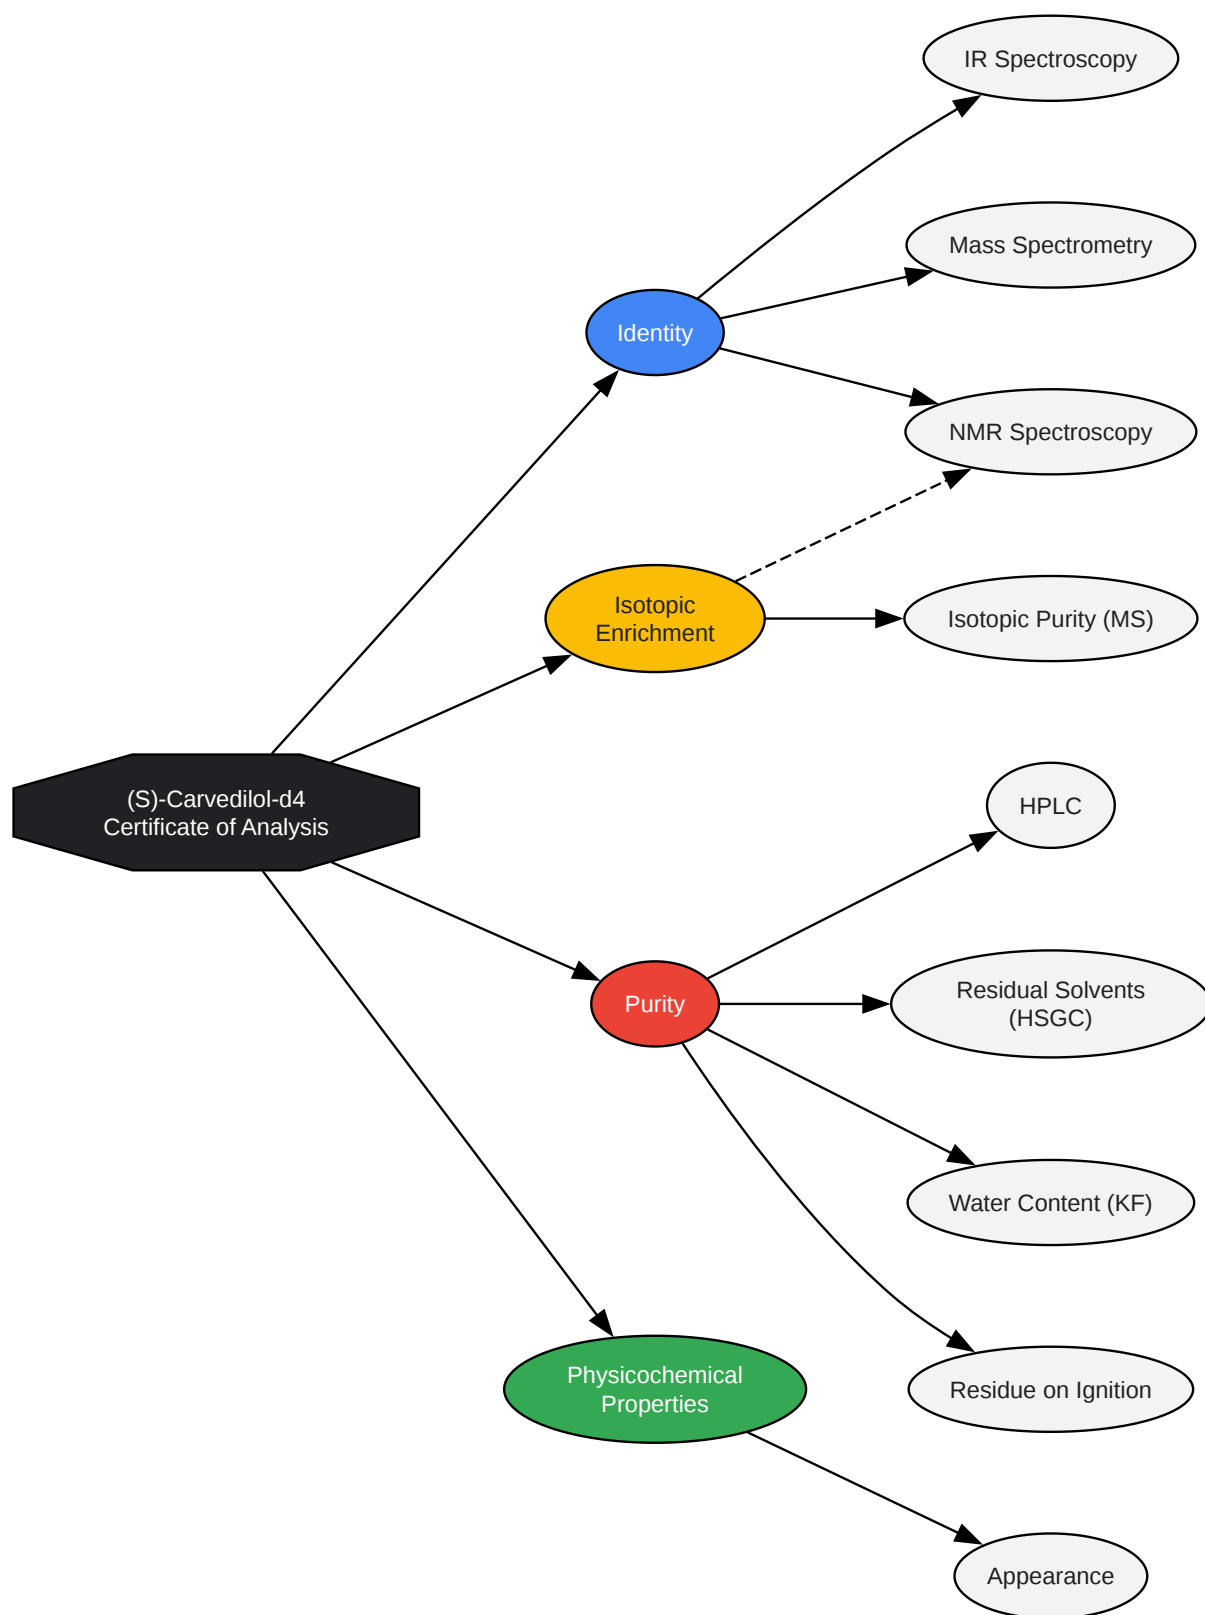 IR Spectroscopy
Mass Spectrometry
Identity
NMR Spectroscopy
Isotopic
Enrichment
Isotopic Purity (MS)
(S)-Carvedilol-d4
Certificate of Analysis
HPLC
Purity
Residual Solvents
(HSGC)
Water Content (KF)
Physicochemical
Properties
Residue on Ignition
Appearance